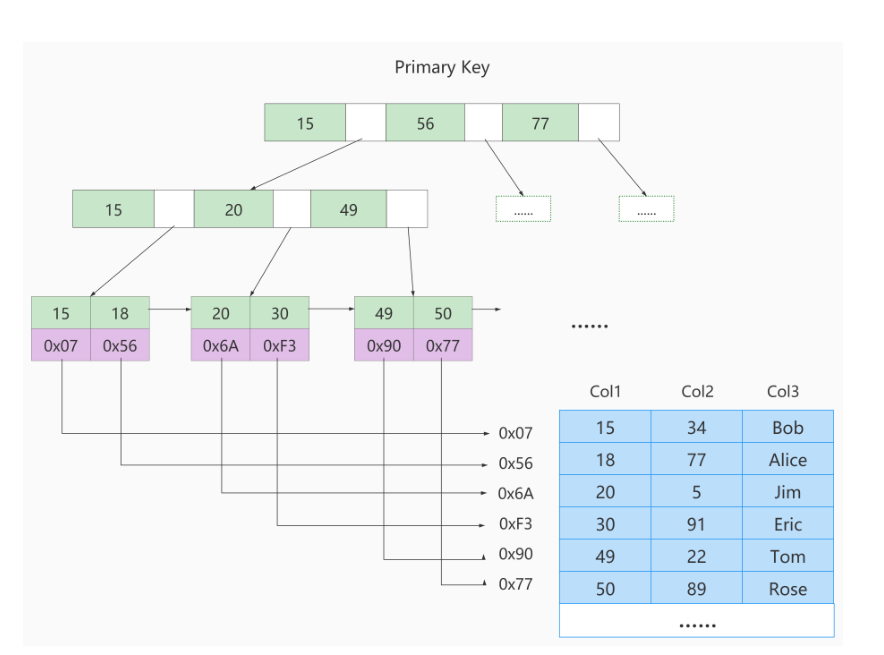 Primary Key
15 56 77
15 20 49
...... ......
15 18 20 30 49 50
0x07 0x56 0x6A 0xF3 0x90 0x77
......
Col1 Col2 Col3
0x07 15 34 Bob
0x56 18 77 Alice
0x6A 20 5 Jim
0xF3 30 91 Eric
0x90 49 22 Tom
0x77 50 89 Rose
......